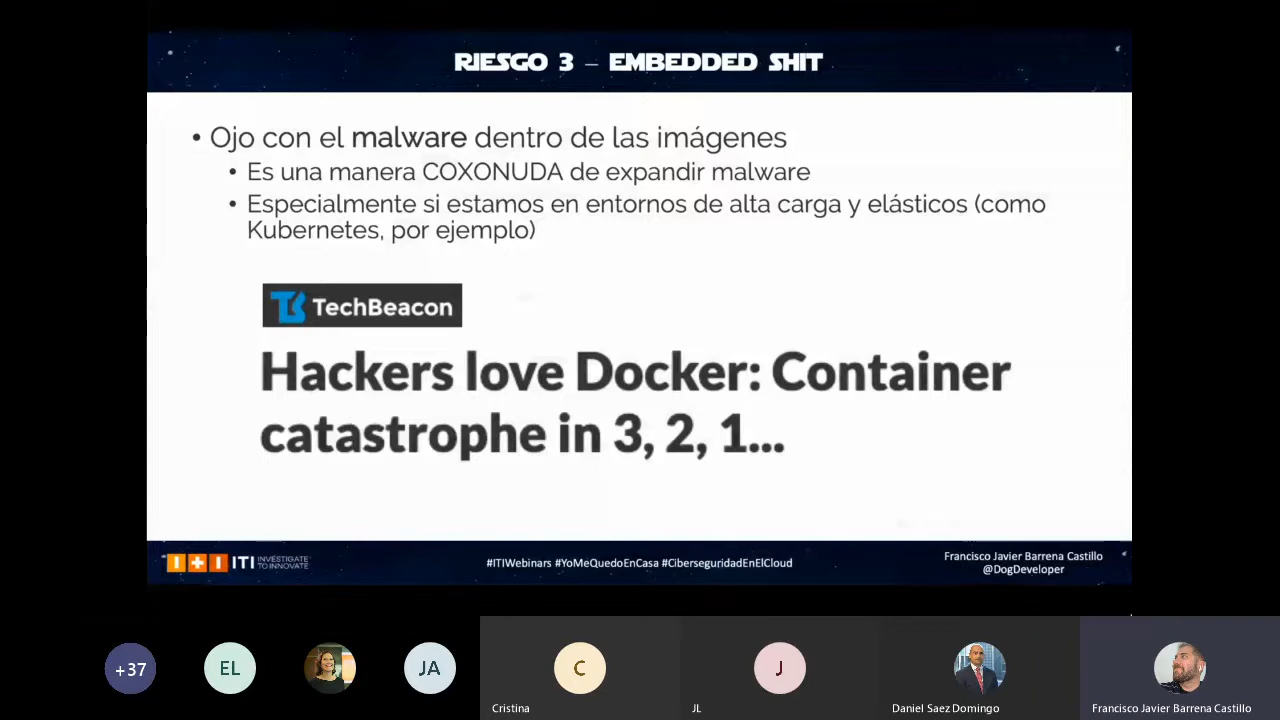 RIESGO 3 – EMBEDDED SHIT
• Ojo con el malware dentro de las imágenes
• Es una manera COXONUDA de expandir malware
• Especialmente si estamos en entornos de alta carga y elásticos (como
Kubernetes, por ejemplo)
TechBeacon
Hackers love Docker: Container
catastrophe in 3, 2, 1...
ITI INVESTIGATE
TO INNOVATE
#ITIWebinars #YoMeQuedoEnCasa #CiberseguridadEnElCloud
Francisco Javier Barrena Castillo
@DogDeveloper
+37
EL
JA
C
J
Cristina
JL
Daniel Saez Domingo
Francisco Javier Barrena Castillo